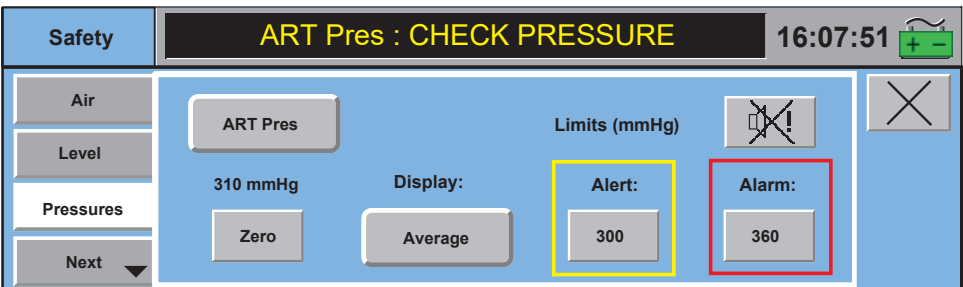 Safety
ART Pres : CHECK PRESSURE
16:07:51
+ −
Air
Level
Pressures
Next
ART Pres
Limits (mmHg)
!
310 mmHg
Display:
Alert:
Alarm:
Zero
Average
300
360